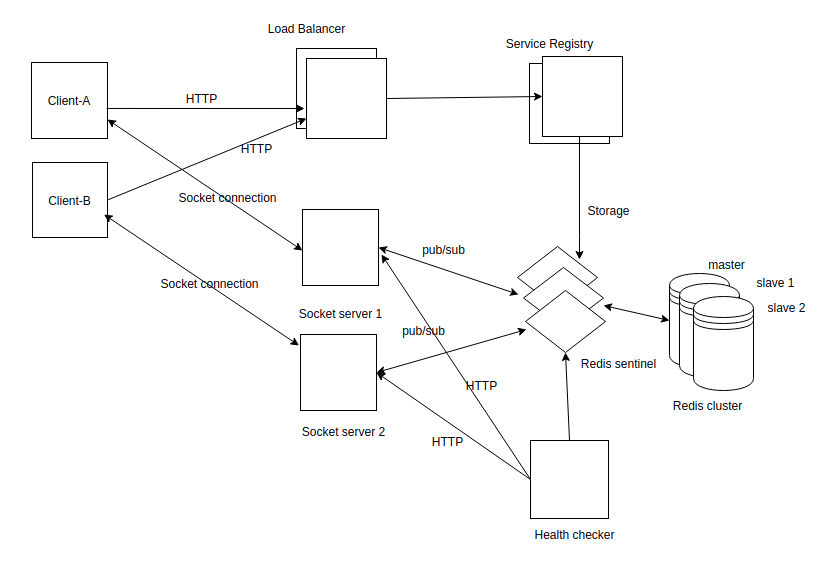 Load Balancer
Service Registry
Client-A
HTTP
HTTP
Client-B
Socket connection
Storage
pub/sub
master
slave 1
Socket connection
slave 2
Socket server 1
pub/sub
Redis sentinel
HTTP
Redis cluster
Socket server 2
HTTP
Health checker